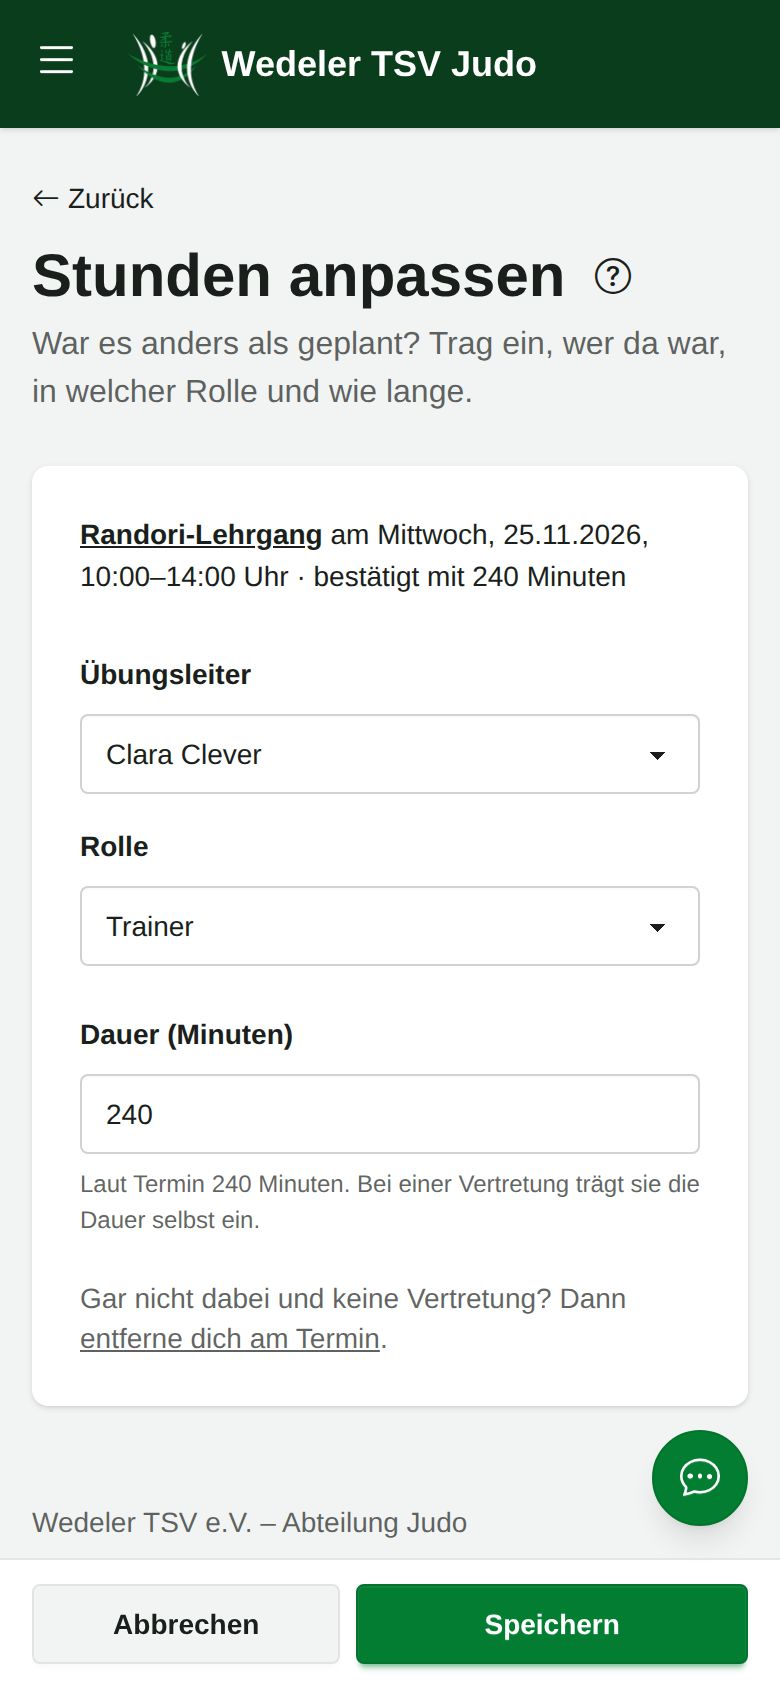 柔道
Wedeler TSV Judo
← Zurück
Stunden anpassen ?
War es anders als geplant? Trag ein, wer da war,
in welcher Rolle und wie lange.
Randori-Lehrgang am Mittwoch, 25.11.2026,
10:00–14:00 Uhr · bestätigt mit 240 Minuten
Übungsleiter
Clara Clever
Rolle
Trainer
Dauer (Minuten)
240
Laut Termin 240 Minuten. Bei einer Vertretung trägt sie die
Dauer selbst ein.
Gar nicht dabei und keine Vertretung? Dann
entferne dich am Termin.
Wedeler TSV e.V. – Abteilung Judo
Abbrechen
Speichern